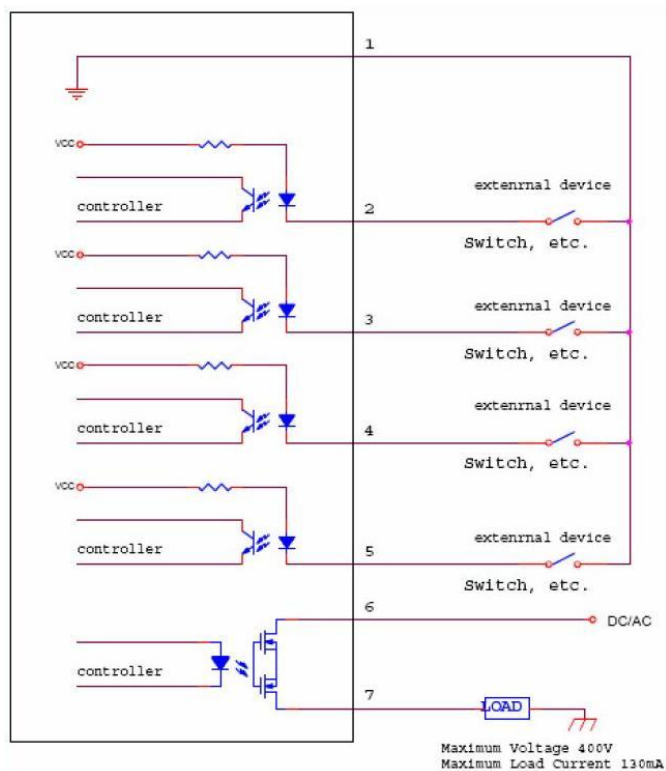 1
VCC
extenrnal device
controller
2
Switch, etc.
VCC
extenrnal device
controller
3
Switch, etc.
VCC
extenrnal device
controller
4
Switch, etc.
VCC
extenrnal device
controller
5
Switch, etc.
6
DC/AC
controller
7
LOAD
Maximum Voltage 400V
Maximum Load Current 130mA